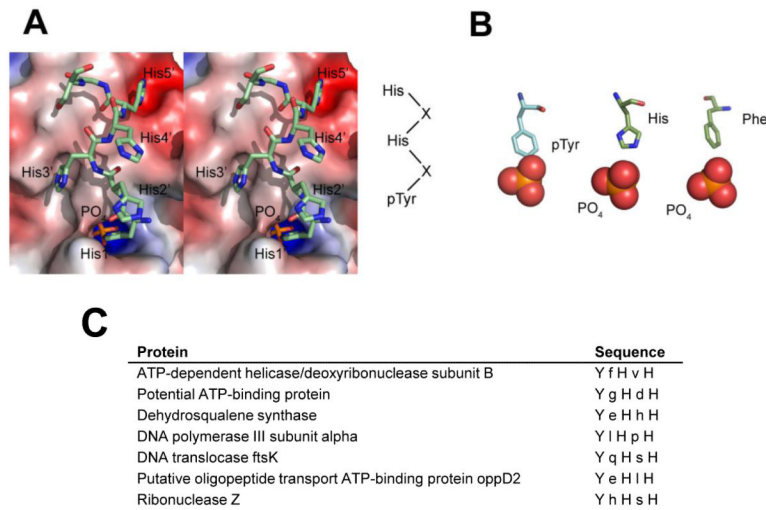 A
His5'
His4'
His3'
His2'
PO4
His1'
His5'
His4'
His3'
His2'
PO4
His1'
His
X
His
X
pTyr
B
pTyr
His
Phe
PO4
PO4
C
Protein Sequence
ATP-dependent helicase/deoxyribonuclease subunit B Y f H v H
Potential ATP-binding protein Y g H d H
Dehydrosqualene synthase Y e H h H
DNA polymerase III subunit alpha Y l H p H
DNA translocase ftsK Y q H s H
Putative oligopeptide transport ATP-binding protein oppD2 Y e H l H
Ribonuclease Z Y h H s H